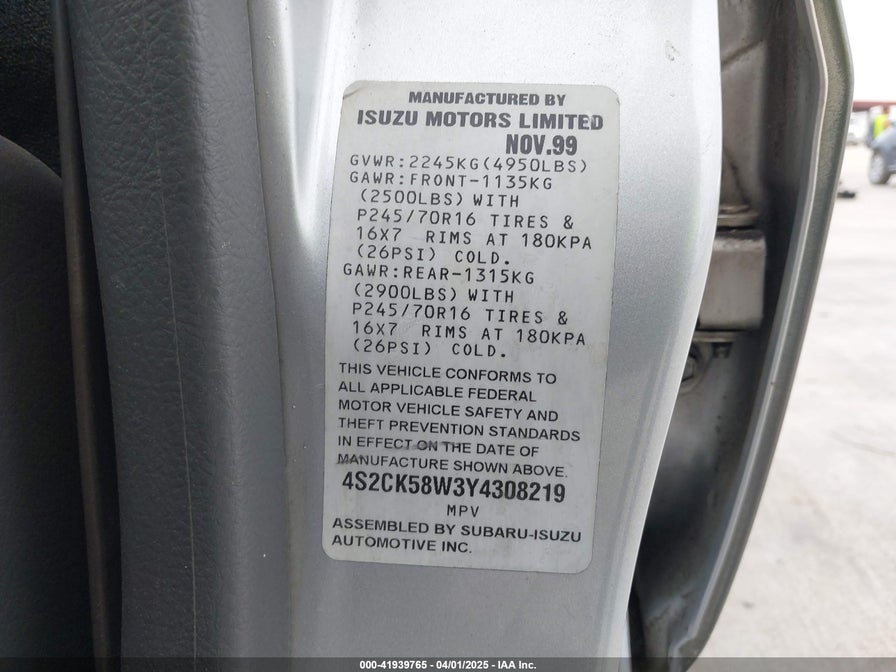 MANUFACTURED BY
ISUZU MOTORS LIMITED
NOV.99
GVWR:2245KG(4950LBS)
GAWR:FRONT-1135KG
(2500LBS) WITH
P245/70R16 TIRES &
16X7 RIMS AT 180KPA
(26PSI) COLD.
GAWR:REAR-1315KG
(2900LBS) WITH
P245/70R16 TIRES &
16X7 RIMS AT 180KPA
(26PSI) COLD.
THIS VEHICLE CONFORMS TO
ALL APPLICABLE FEDERAL
MOTOR VEHICLE SAFETY AND
THEFT PREVENTION STANDARDS
IN EFFECT ON THE DATE OF
MANUFACTURE SHOWN ABOVE.
4S2CK58W3Y4308219
MPV
ASSEMBLED BY SUBARU-ISUZU
AUTOMOTIVE INC.
000-41939765 - 04/01/2025 - IAA Inc.